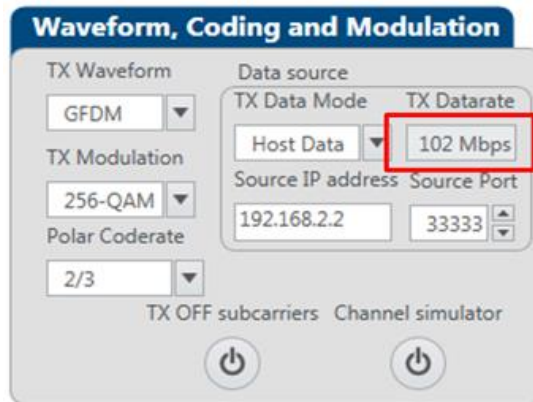 Waveform, Coding and Modulation
TX Waveform
GFDM
TX Modulation
256-QAM
Polar Coderate
2/3
Data source
TX Data Mode
TX Datarate
Host Data
102 Mbps
Source IP address
Source Port
192.168.2.2
33333
TX OFF subcarriers
Channel simulator